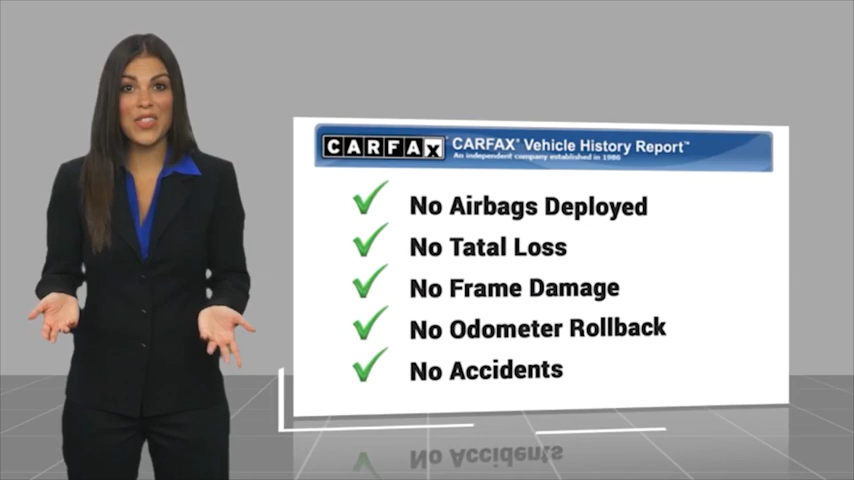 CARFAX CARFAX® Vehicle History Report™
An independent company established in 1986
No Airbags Deployed
No Tatal Loss
No Frame Damage
No Odometer Rollback
No Accidents
No Accidents